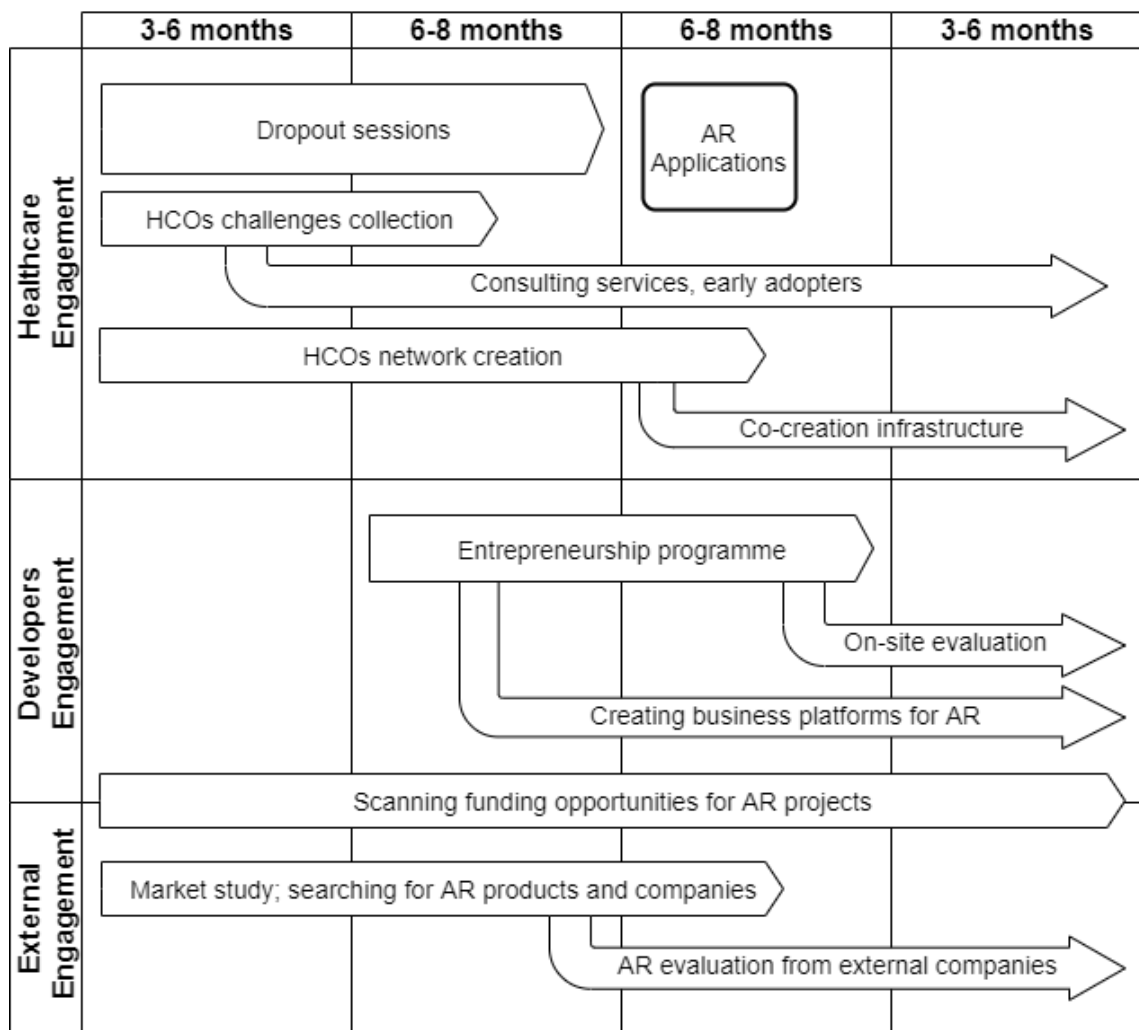 3-6 months
6-8 months
6-8 months
3-6 months
Healthcare
Engagement
Dropout sessions
AR
Applications
HCOs challenges collection
Consulting services, early adopters
HCOs network creation
Co-creation infrastructure
Developers
Engagement
Entrepreneurship programme
On-site evaluation
Creating business platforms for AR
Scanning funding opportunities for AR projects
External
Engagement
Market study; searching for AR products and companies
AR evaluation from external companies